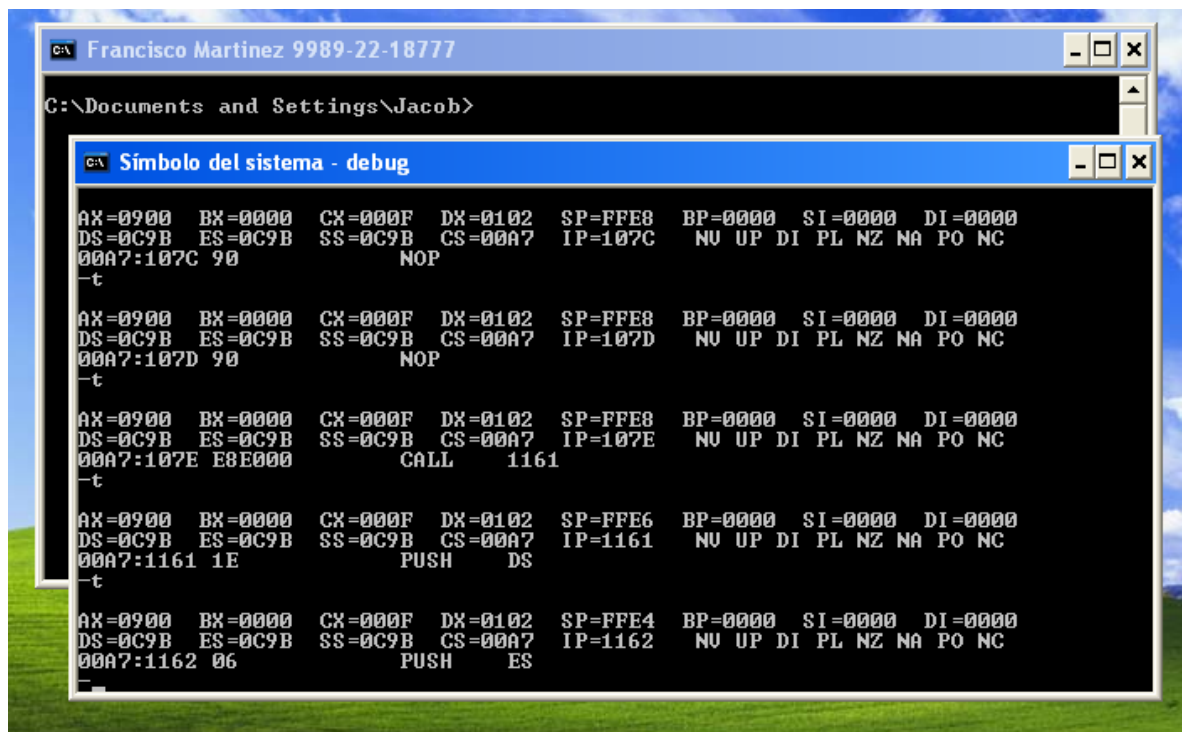 Francisco Martinez 9989-22-18777
C:\Documents and Settings\Jacob>
Símbolo del sistema - debug
AX=0900 BX=0000 CX=000F DX=0102 SP=FFE8 BP=0000 SI=0000 DI=0000
DS=0C9B ES=0C9B SS=0C9B CS=00A7 IP=107C NV UP DI PL NZ NA PO NC
00A7:107C 90 NOP
-t
AX=0900 BX=0000 CX=000F DX=0102 SP=FFE8 BP=0000 SI=0000 DI=0000
DS=0C9B ES=0C9B SS=0C9B CS=00A7 IP=107D NV UP DI PL NZ NA PO NC
00A7:107D 90 NOP
-t
AX=0900 BX=0000 CX=000F DX=0102 SP=FFE8 BP=0000 SI=0000 DI=0000
DS=0C9B ES=0C9B SS=0C9B CS=00A7 IP=107E NV UP DI PL NZ NA PO NC
00A7:107E E8E000 CALL 1161
-t
AX=0900 BX=0000 CX=000F DX=0102 SP=FFE6 BP=0000 SI=0000 DI=0000
DS=0C9B ES=0C9B SS=0C9B CS=00A7 IP=1161 NV UP DI PL NZ NA PO NC
00A7:1161 1E PUSH DS
-t
AX=0900 BX=0000 CX=000F DX=0102 SP=FFE4 BP=0000 SI=0000 DI=0000
DS=0C9B ES=0C9B SS=0C9B CS=00A7 IP=1162 NV UP DI PL NZ NA PO NC
00A7:1162 06 PUSH ES
-